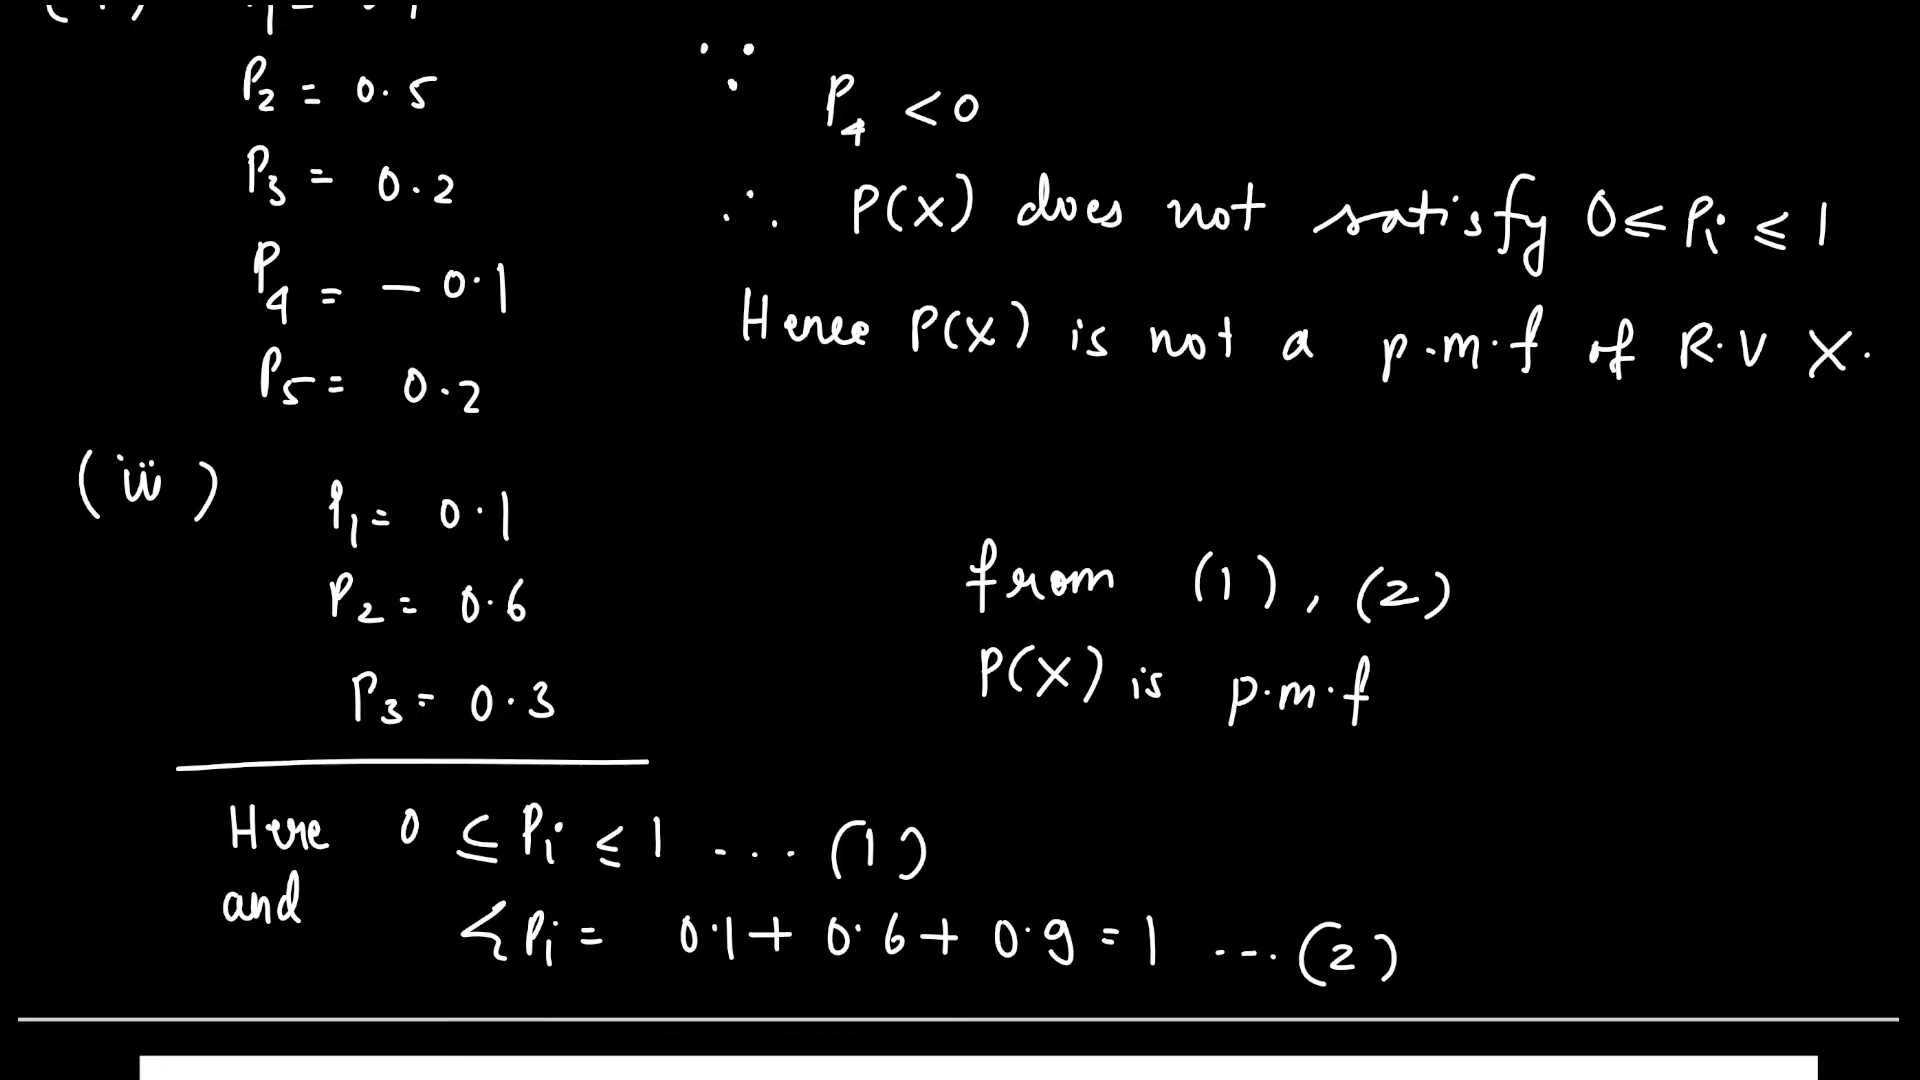 P₂ = 0.5
P₃ = 0.2
P₄ = - 0.1
P₅ = 0.2
∵ P₄ < 0
∴ P(X) does not satisfy 0 ≤ Pi ≤ 1
Hence P(X) is not a p.m.f of R.V X.
(iii)
P₁ = 0.1
P₂ = 0.6
P₃ = 0.3
from (1), (2)
P(X) is p.m.f
Here 0 ≤ Pi ≤ 1 ... (1)
and
Σ Pi = 0.1 + 0.6 + 0.9 = 1 ... (2)